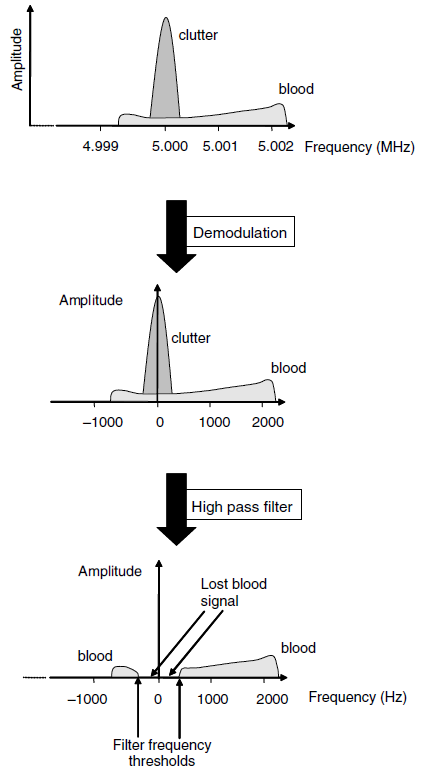 Amplitude
clutter
blood
4.999 5.000 5.001 5.002 Frequency (MHz)
Demodulation
Amplitude
clutter
blood
–1000 0 1000 2000
High pass filter
Amplitude
Lost blood
signal
blood
blood
–1000 0 1000 2000 Frequency (Hz)
Filter frequency
thresholds